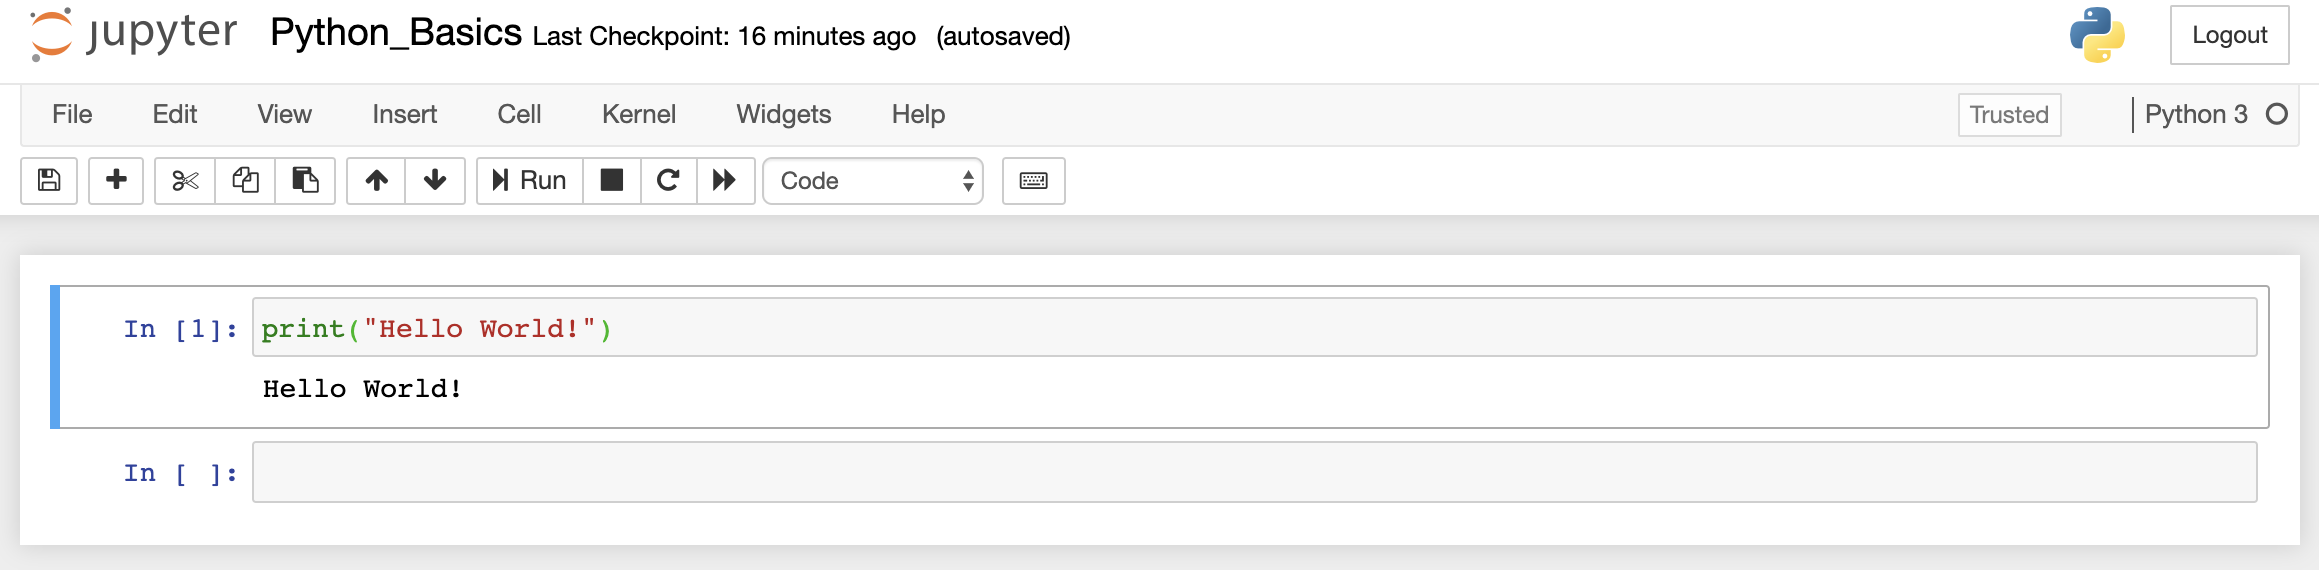 jupyter Python_Basics Last Checkpoint: 16 minutes ago (autosaved) Logout
File Edit View Insert Cell Kernel Widgets Help Trusted Python 3
Run Code
In [1]: print("Hello World!")
Hello World!
In [ ]: